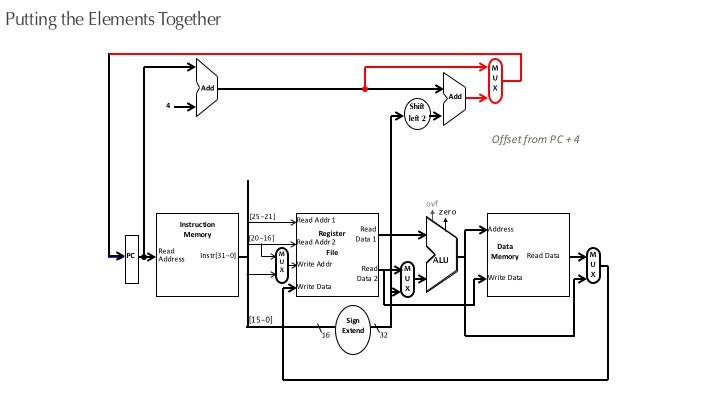 Putting the Elements Together
M
U
X
Add
Add
4
Shift
left 2
Offset from PC + 4
ovf
zero
[25-21]
Read Addr 1
Instruction
Memory
Register
File
Read
Data 1
Address
[20-16]
Read Addr 2
PC
Read
Address
Instr[31-0]
M
U
X
Write Addr
Data
Memory
Read Data
M
U
X
ALU
Read
Data 2
M
U
X
Write Data
Write Data
[15-0]
Sign
Extend
16
32